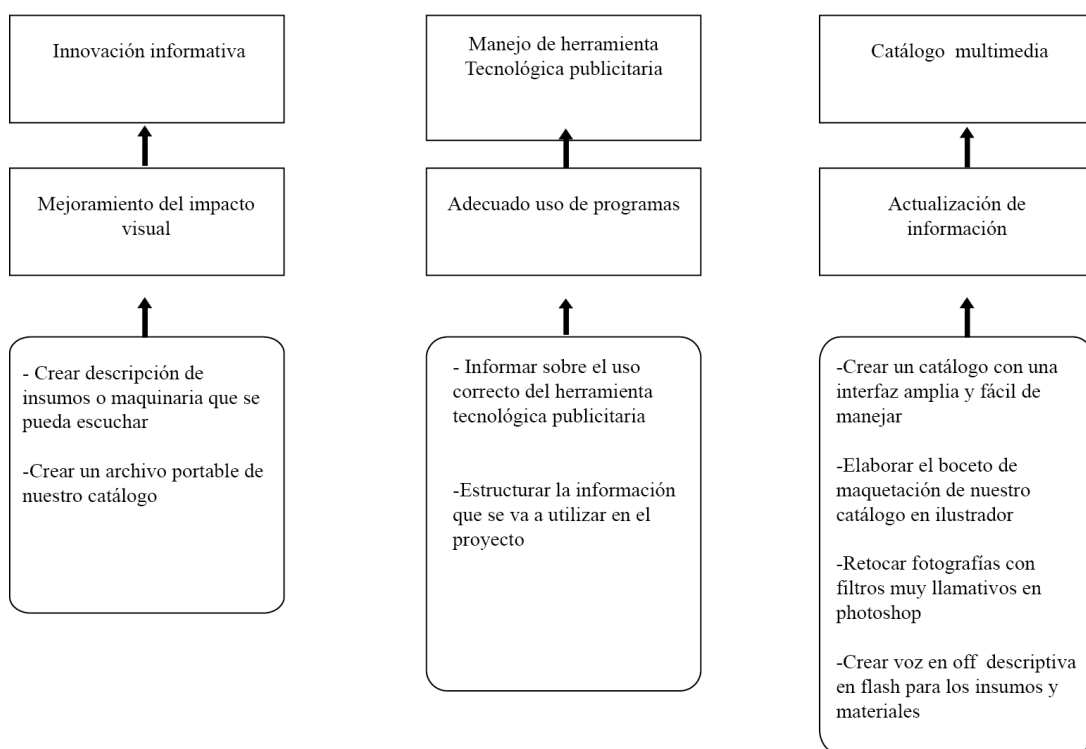 Innovación informativa
Manejo de herramienta
Tecnológica publicitaria
Catálogo multimedia
Mejoramiento del impacto
visual
Adecuado uso de programas
Actualización de
información
- Crear descripción de
insumos o maquinaria que se
pueda escuchar
-Crear un archivo portable de
nuestro catálogo
- Informar sobre el uso
correcto del herramienta
tecnológica publicitaria
-Estructurar la información
que se va a utilizar en el
proyecto
-Crear un catálogo con una
interfaz amplia y fácil de
manejar
-Elaborar el boceto de
maquetación de nuestro
catálogo en ilustrador
-Retocar fotografías con
filtros muy llamativos en
photoshop
-Crear voz en off descriptiva
en flash para los insumos y
materiales